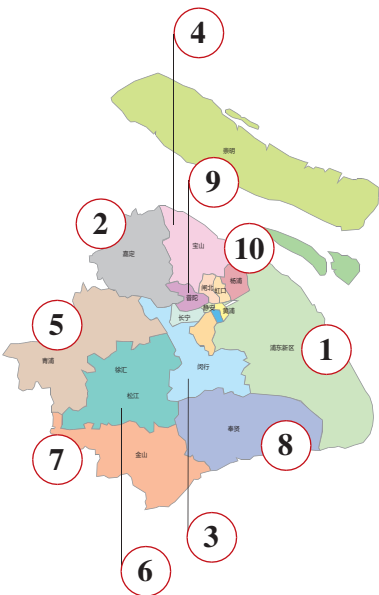 4
崇明
9
2
宝山
10
嘉定
杨浦
闸北
虹口
普陀
静安
黄浦
长宁
5
1
浦东新区
青浦
徐汇
闵行
松江
8
奉贤
7
金山
3
6